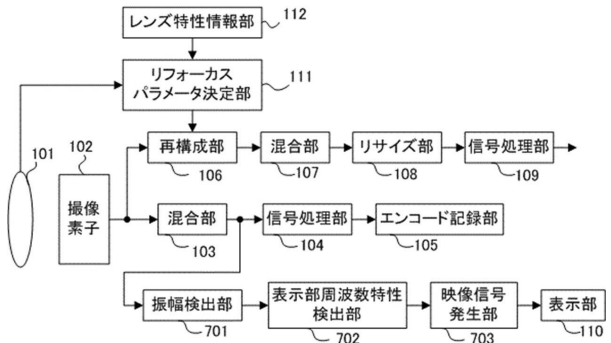 レンズ特性情報部
112
リフォーカス
パラメータ決定部
111
101
102
撮像
素子
再構成部
106
混合部
107
リサイズ部
108
信号処理部
109
混合部
103
信号処理部
104
エンコード記録部
105
振幅検出部
701
表示部周波数特性
検出部
702
映像信号
発生部
703
表示部
110